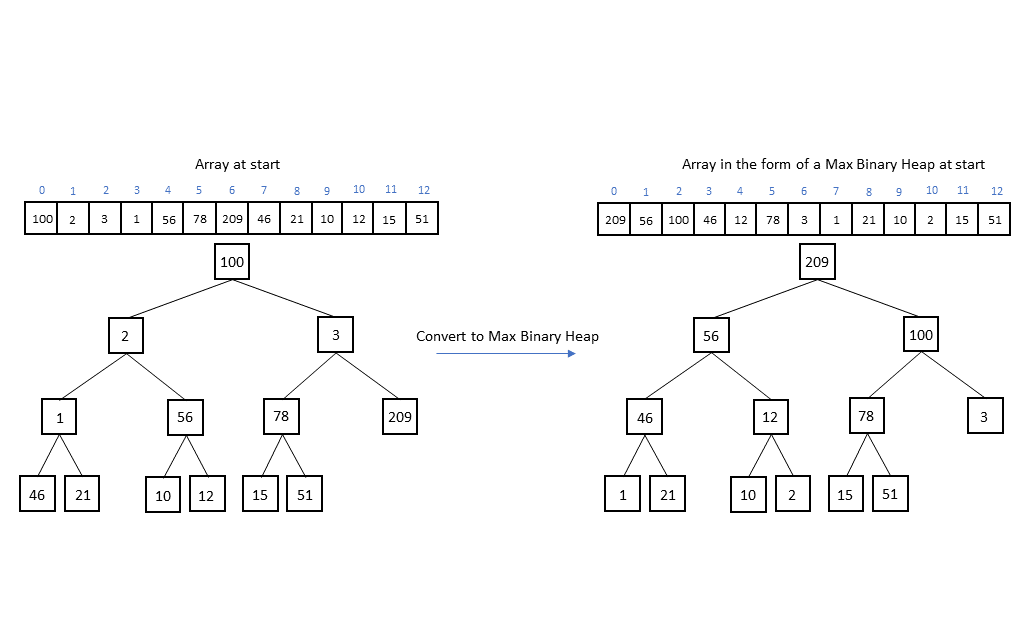 Array at start
0 1 2 3 4 5 6 7 8 9 10 11 12
100 2 3 1 56 78 209 46 21 10 12 15 51
100
2 3
1 56 78 209
46 21 10 12 15 51
Convert to Max Binary Heap
Array in the form of a Max Binary Heap at start
0 1 2 3 4 5 6 7 8 9 10 11 12
209 56 100 46 12 78 3 1 21 10 2 15 51
209
56 100
46 12 78 3
1 21 10 2 15 51